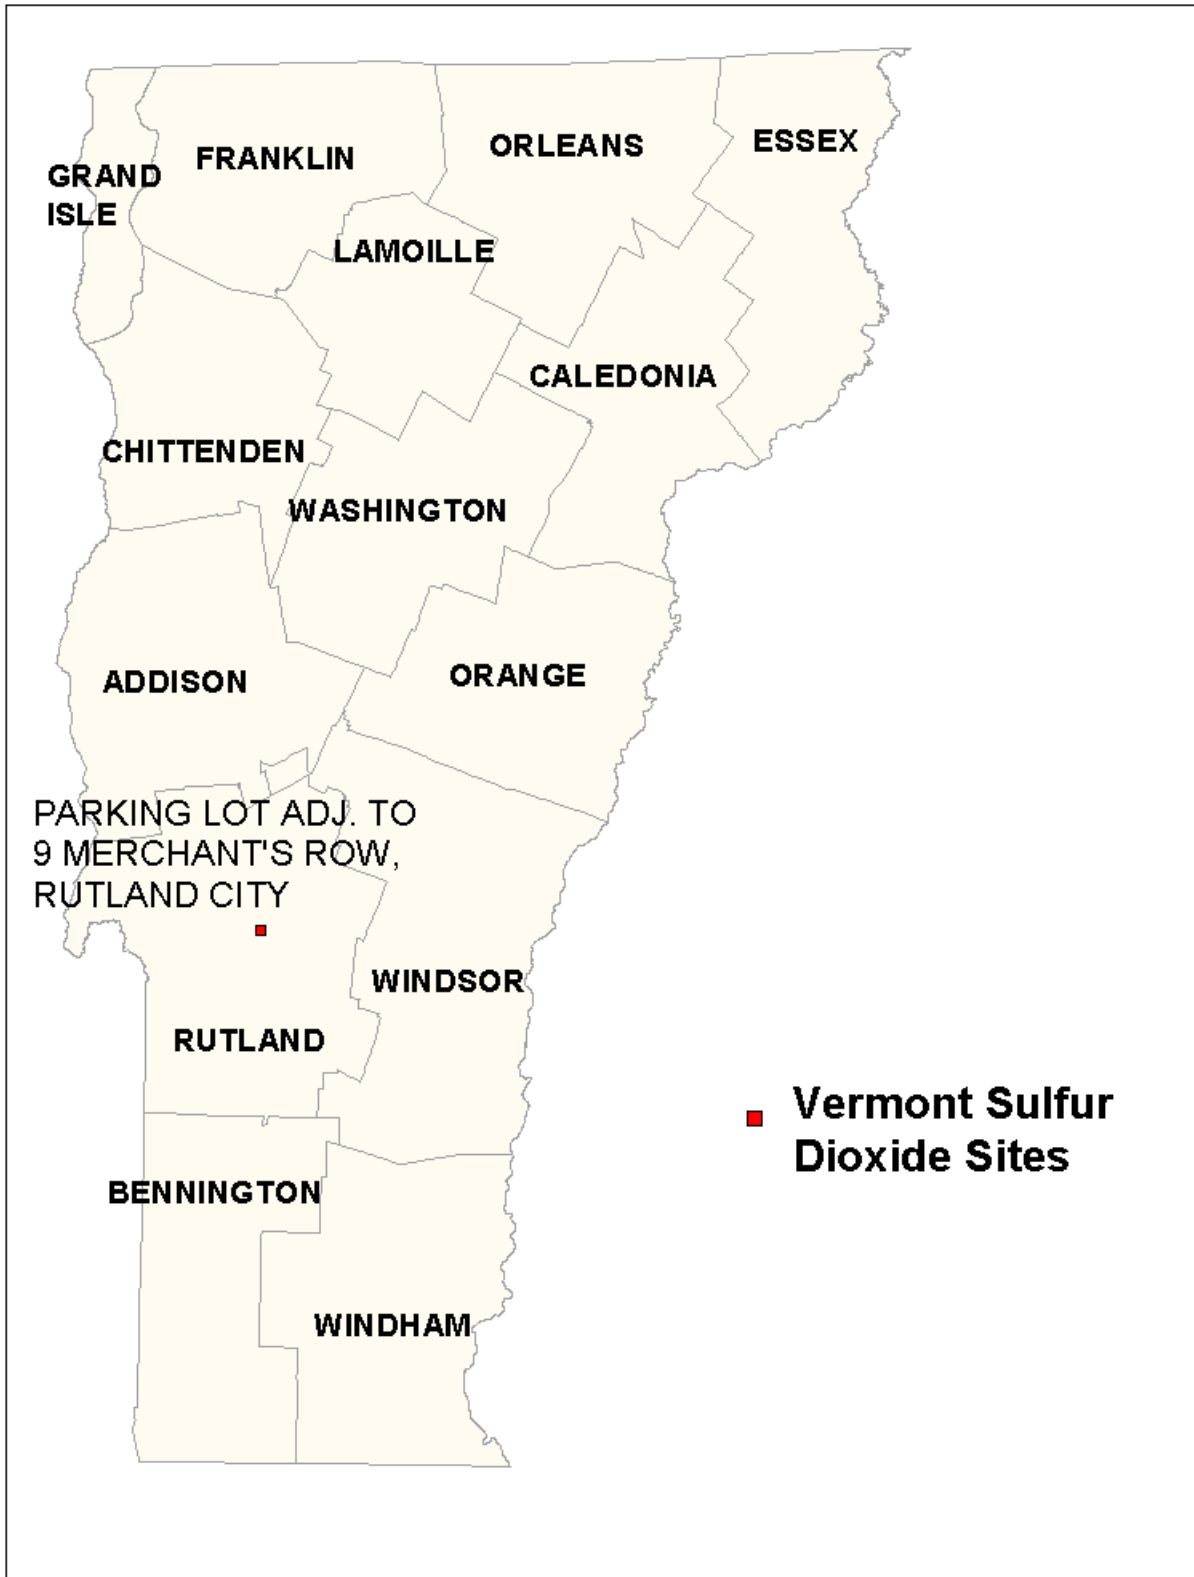 ORLEANS
ESSEX
FRANKLIN
GRAND
ISLE
LAMOILLE
CALEDONIA
CHITTENDEN
WASHINGTON
ORANGE
ADDISON
PARKING LOT ADJ. TO
9 MERCHANT'S ROW,
RUTLAND CITY
WINDSOR
RUTLAND
Vermont Sulfur
Dioxide Sites
BENNINGTON
WINDHAM